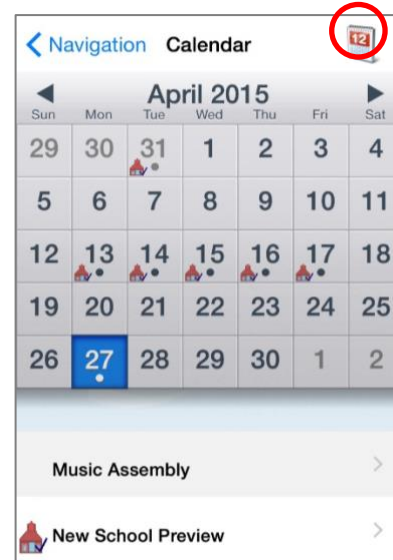 Navigation Calendar 12
April 2015
Sun Mon Tue Wed Thu Fri Sat
29 30 31 1 2 3 4
5 6 7 8 9 10 11
12 13 14 15 16 17 18
19 20 21 22 23 24 25
26 27 28 29 30 1 2
Music Assembly
New School Preview